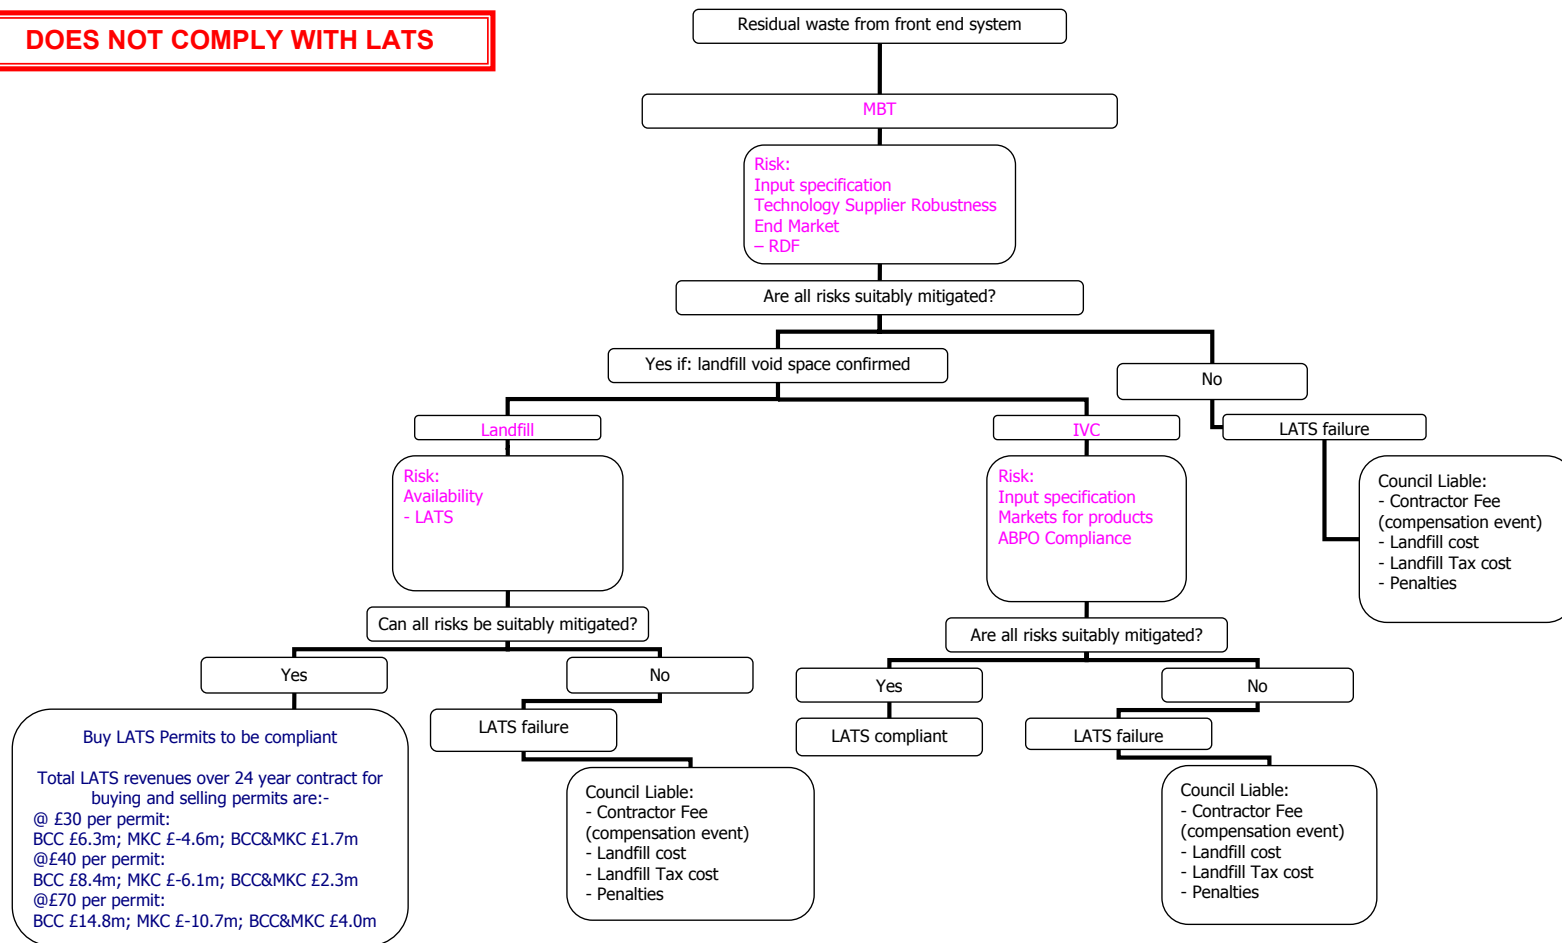 DOES NOT COMPLY WITH LATS
Residual waste from front end system
MBT
Risk:
Input specification
Technology Supplier Robustness
End Market
– RDF
Are all risks suitably mitigated?
Yes if: landfill void space confirmed
No
Landfill
IVC
LATS failure
Risk:
Availability
- LATS
Risk:
Input specification
Markets for products
ABPO Compliance
Council Liable:
- Contractor Fee
(compensation event)
- Landfill cost
- Landfill Tax cost
- Penalties
Can all risks be suitably mitigated?
Are all risks suitably mitigated?
Yes
No
Yes
No
Buy LATS Permits to be compliant
Total LATS revenues over 24 year contract for
buying and selling permits are:-
@ £30 per permit:
BCC £6.3m; MKC £-4.6m; BCC&MKC £1.7m
@£40 per permit:
BCC £8.4m; MKC £-6.1m; BCC&MKC £2.3m
@£70 per permit:
BCC £14.8m; MKC £-10.7m; BCC&MKC £4.0m
LATS failure
LATS compliant
LATS failure
Council Liable:
- Contractor Fee
(compensation event)
- Landfill cost
- Landfill Tax cost
- Penalties
Council Liable:
- Contractor Fee
(compensation event)
- Landfill cost
- Landfill Tax cost
- Penalties